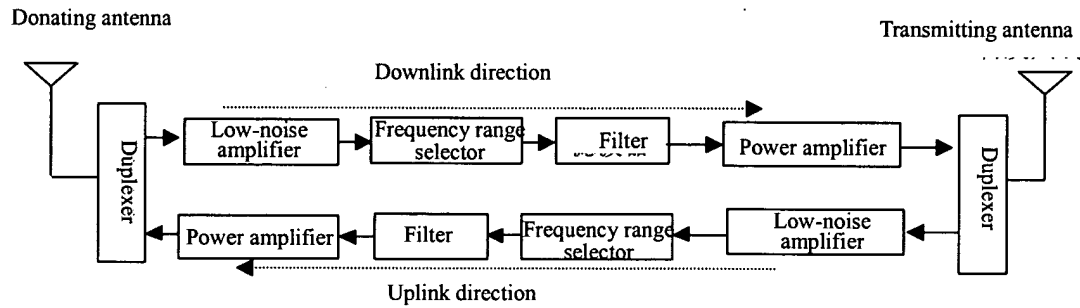 Donating antenna
Transmitting antenna
Downlink direction
Duplexer
Low-noise
amplifier
Frequency range
selector
Filter
Power amplifier
Duplexer
Power amplifier
Filter
Frequency range
selector
Low-noise
amplifier
Uplink direction